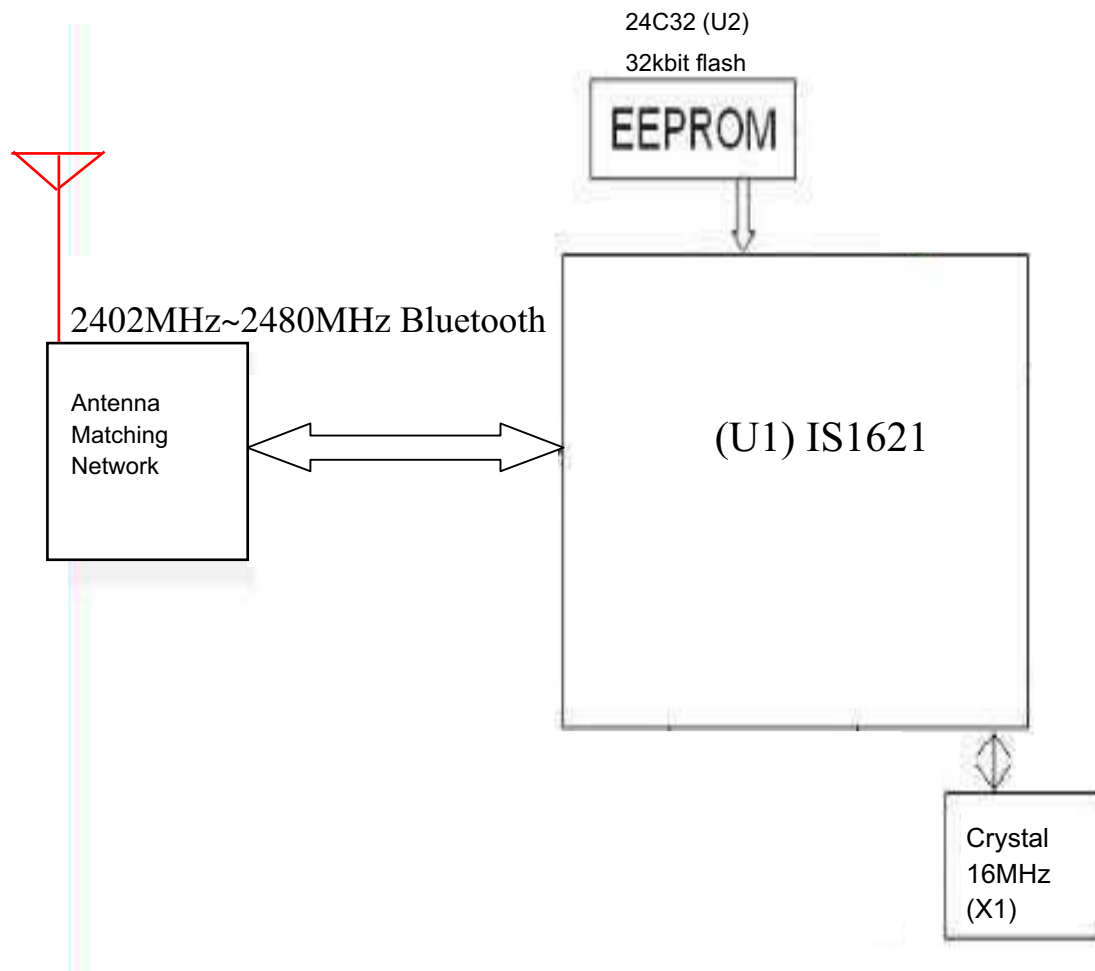 24C32 (U2)
32kbit flash
EEPROM
2402MHz~2480MHz Bluetooth
Antenna
Matching
Network
(U1) IS1621
Crystal
16MHz
(X1)